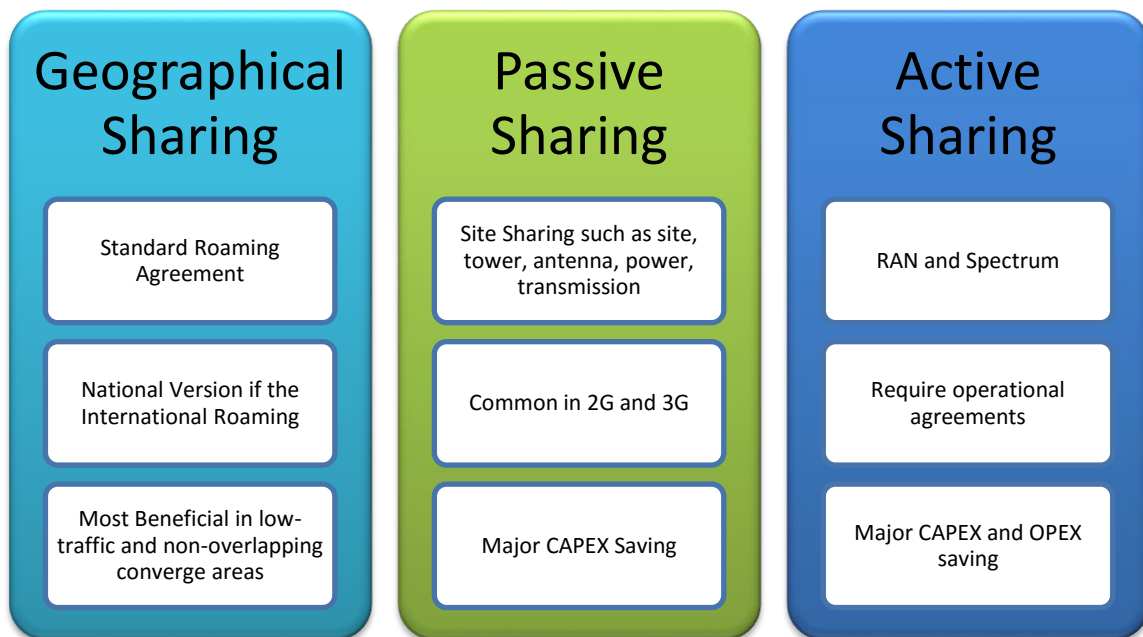 Geographical
Sharing
Standard Roaming
Agreement
National Version if the
International Roaming
Most Beneficial in low-
traffic and non-overlapping
converge areas
Passive
Sharing
Site Sharing such as site,
tower, antenna, power,
transmission
Common in 2G and 3G
Major CAPEX Saving
Active
Sharing
RAN and Spectrum
Require operational
agreements
Major CAPEX and OPEX
saving